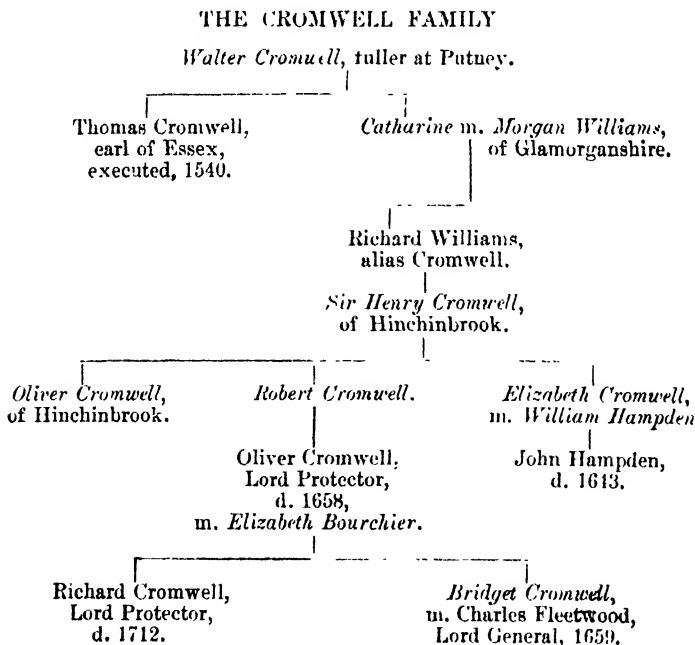 THE CROMWELL FAMILY
Walter Cromwell, fuller at Putney.
Thomas Cromwell,
earl of Essex,
executed, 1540.
Catharine m. Morgan Williams,
of Glamorganshire.
Richard Williams,
alias Cromwell.
Sir Henry Cromwell,
of Hinchinbrook.
Oliver Cromwell,
of Hinchinbrook.
Robert Cromwell.
Elizabeth Cromwell,
m. William Hampden
Oliver Cromwell,
Lord Protector,
d. 1658,
m. Elizabeth Bourchier.
John Hampden,
d. 1643.
Richard Cromwell,
Lord Protector,
d. 1712.
Bridget Cromwell,
m. Charles Fleetwood,
Lord General, 1659.